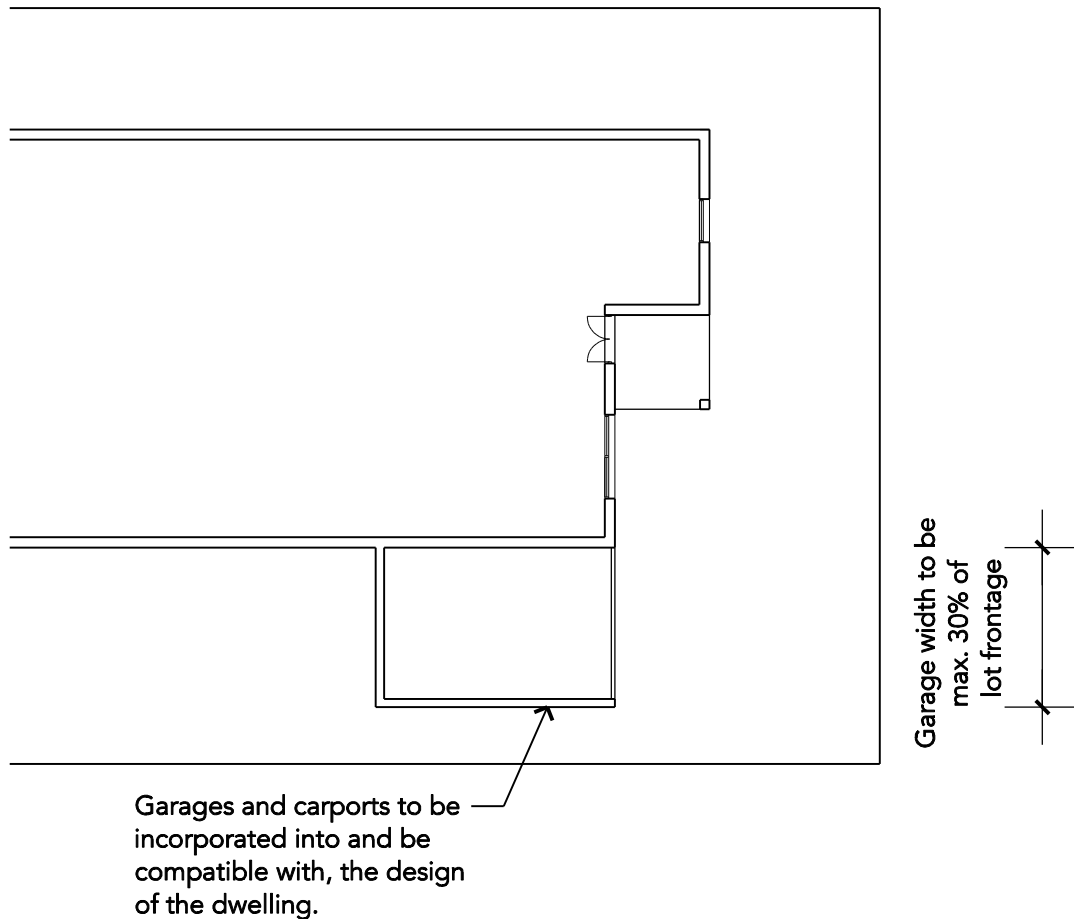 Garage width to be
max. 30% of
lot frontage
Garages and carports to be
incorporated into and be
compatible with, the design
of the dwelling.